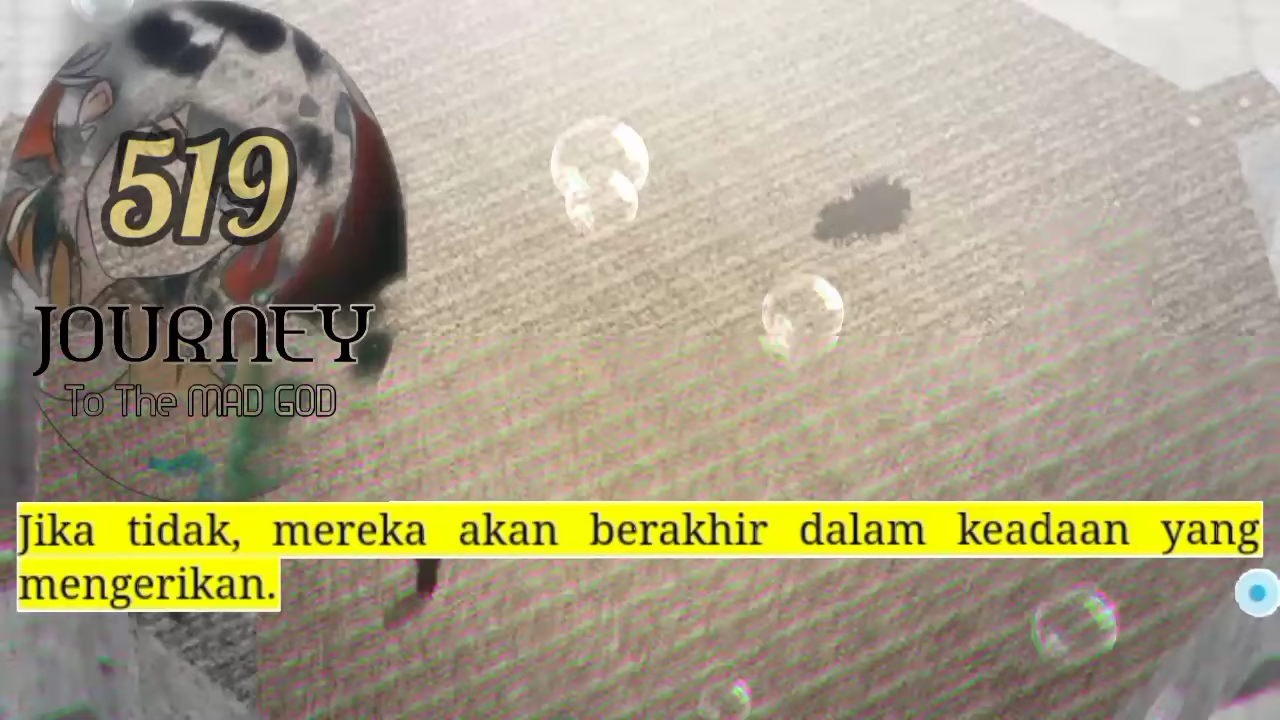 519
JOURNEY
To The MAD GOD
Jika tidak, mereka akan berakhir dalam keadaan yang
mengerikan.